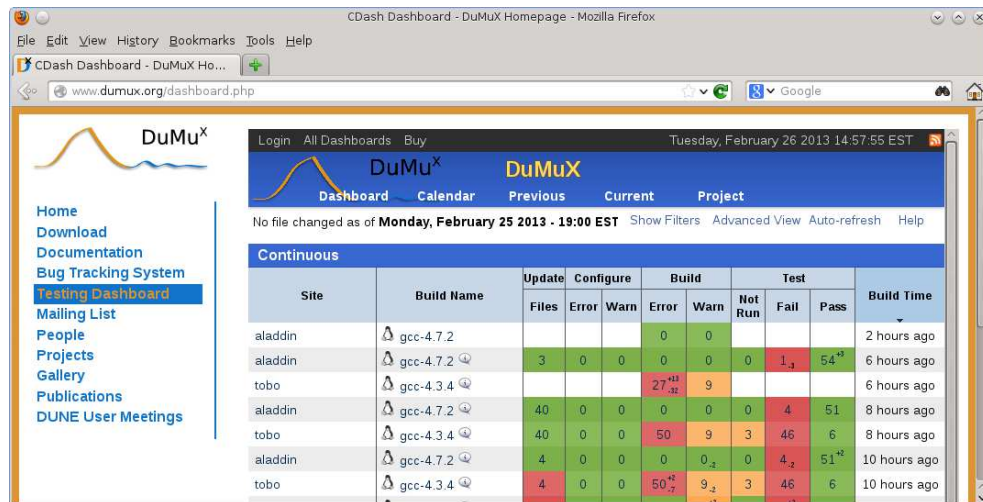 CDash Dashboard - DuMuX Homepage - Mozilla Firefox
File Edit View History Bookmarks Tools Help
CDash Dashboard - DuMuX Ho...
www.dumux.org/dashboard.php
Google
DuMuX
Home
Download
Documentation
Bug Tracking System
Testing Dashboard
Mailing List
People
Projects
Gallery
Publications
DUNE User Meetings
Login All Dashboards Buy Tuesday, February 26 2013 14:57:55 EST
DuMuX DuMuX
Dashboard Calendar Previous Current Project
No file changed as of Monday, February 25 2013 - 19:00 EST Show Filters Advanced View Auto-refresh Help
Continuous
Site Build Name Update Configure Build Test Build Time
Files Error Warn Error Warn Not Run Fail Pass
aladdin gcc-4.7.2 0 0 2 hours ago
aladdin gcc-4.7.2 3 0 0 0 0 0 1 -3 54 +3 6 hours ago
tobo gcc-4.3.4 27 +13 -32 9 6 hours ago
aladdin gcc-4.7.2 40 0 0 0 0 0 4 51 8 hours ago
tobo gcc-4.3.4 40 0 0 50 9 3 46 6 8 hours ago
aladdin gcc-4.7.2 4 0 0 0 0 -2 0 4 -2 51 +2 10 hours ago
tobo gcc-4.3.4 4 0 0 50 +2 -7 9 -2 3 46 6 10 hours ago